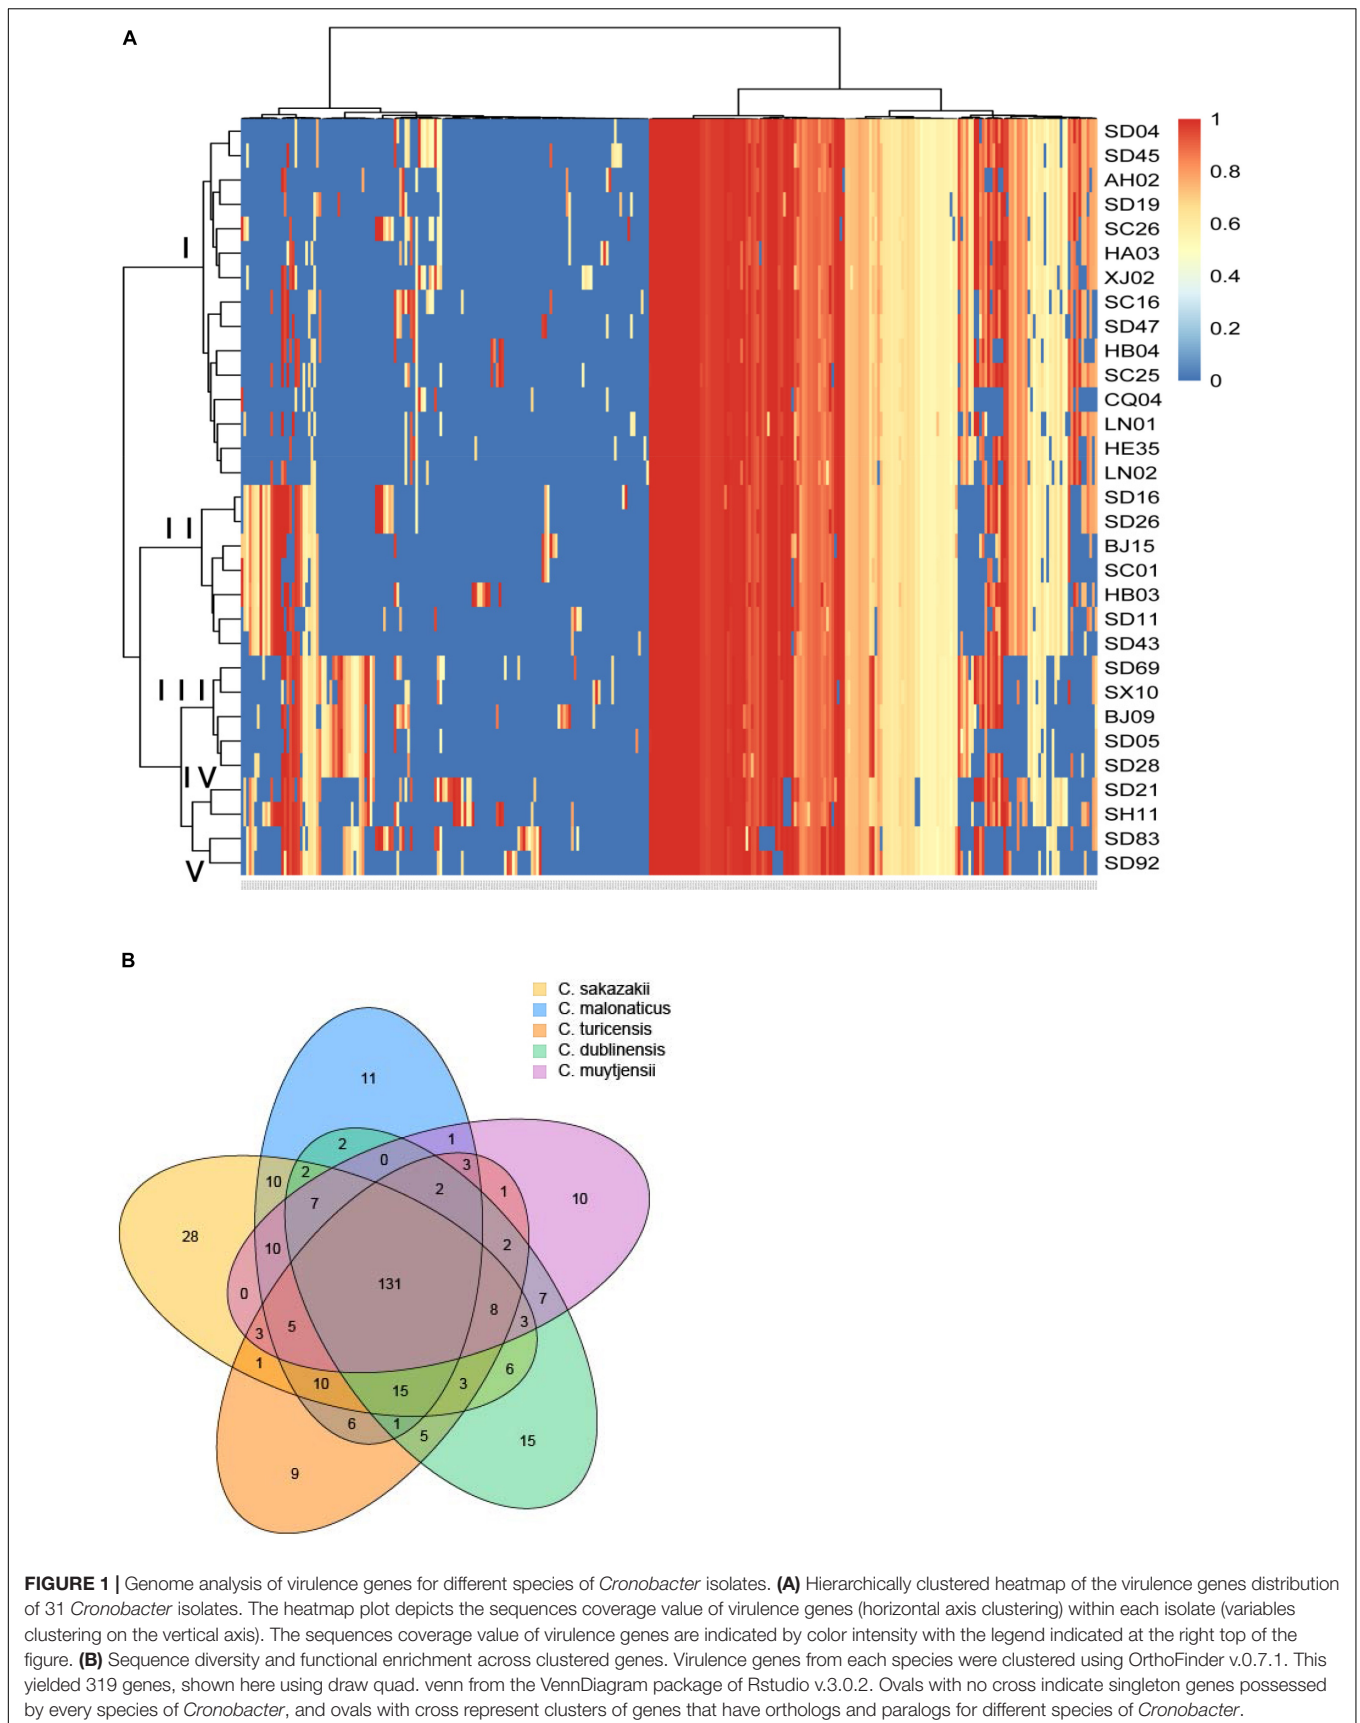 A
1
0.8
0.6
0.4
0.2
0
SD04
SD45
AH02
SD19
SC26
HA03
XJ02
SC16
SD47
HB04
SC25
CQ04
LN01
HE35
LN02
SD16
SD26
BJ15
SC01
HB03
SD11
SD43
SD69
SX10
BJ09
SD05
SD28
SD21
SH11
SD83
SD92
I
II
III
IV
V
B
C. sakazakii
C. malonaticus
C. turicensis
C. dublinensis
C. muytjensii
11
2
1
0
2
3
10
2
1
10
7
28
10
2
131
0
7
8
3
5
3
1
6
10
3
15
6
1
5
15
9
FIGURE 1 | Genome analysis of virulence genes for different species of Cronobacter isolates. (A) Hierarchically clustered heatmap of the virulence genes distribution
of 31 Cronobacter isolates. The heatmap plot depicts the sequences coverage value of virulence genes (horizontal axis clustering) within each isolate (variables
clustering on the vertical axis). The sequences coverage value of virulence genes are indicated by color intensity with the legend indicated at the right top of the
figure. (B) Sequence diversity and functional enrichment across clustered genes. Virulence genes from each species were clustered using OrthoFinder v.0.7.1. This
yielded 319 genes, shown here using draw quad. venn from the VennDiagram package of Rstudio v.3.0.2. Ovals with no cross indicate singleton genes possessed
by every species of Cronobacter, and ovals with cross represent clusters of genes that have orthologs and paralogs for different species of Cronobacter.